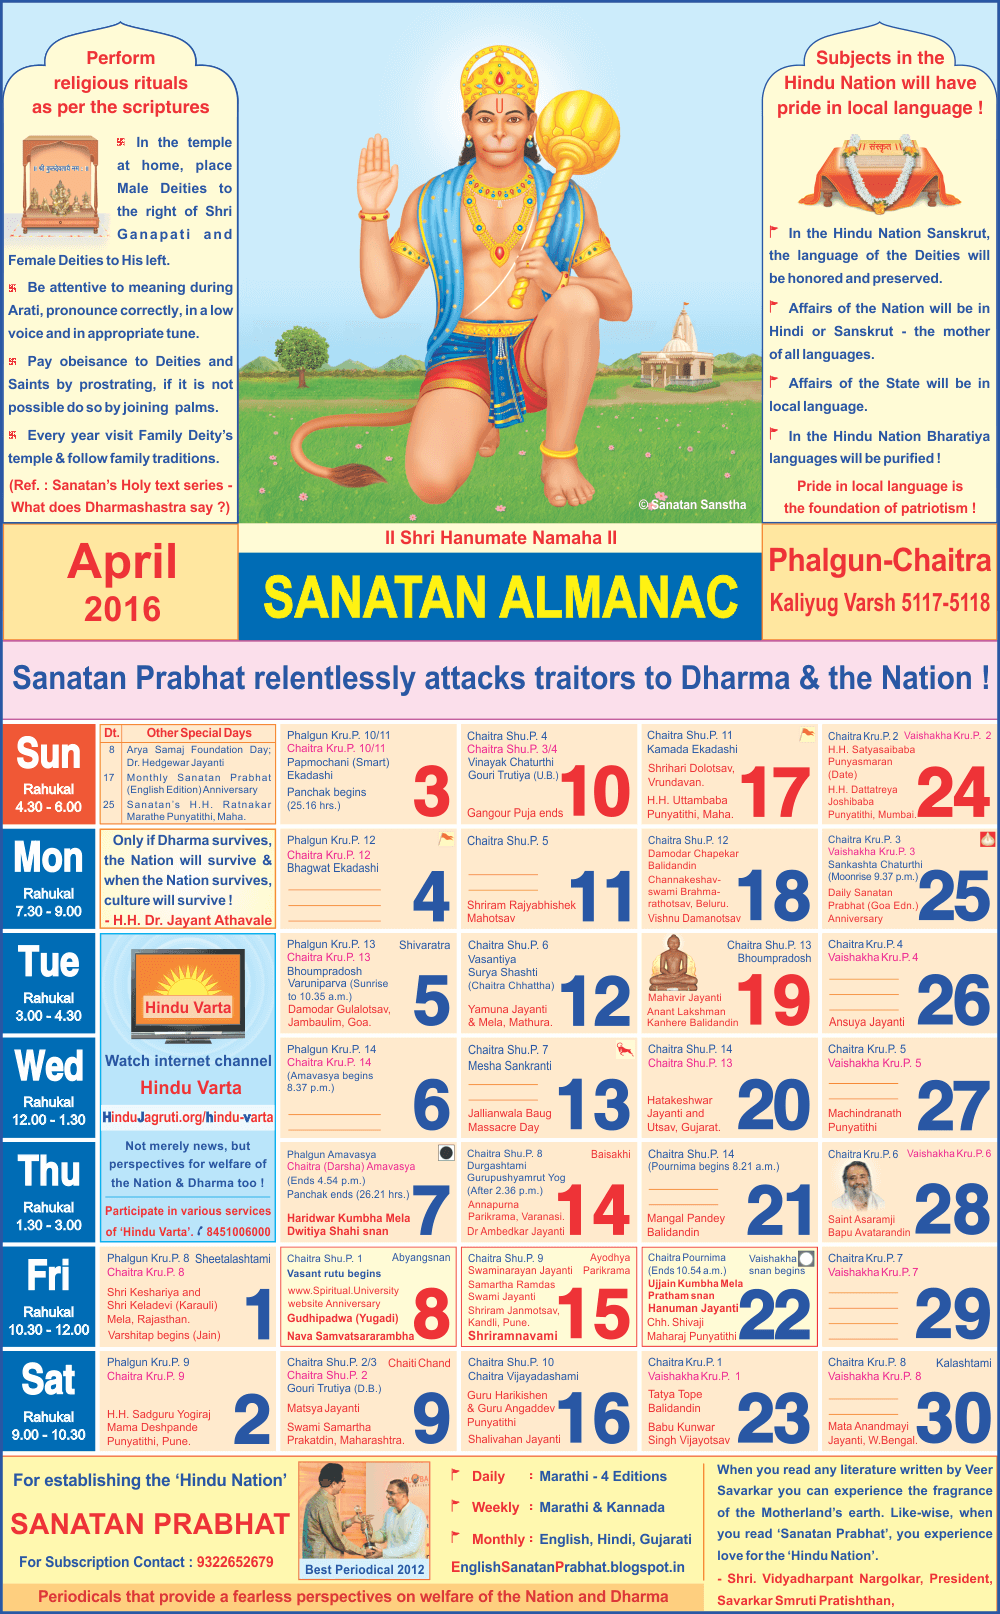 Perform
religious rituals
as per the scriptures
॥ श्री कुलदेवतायै नमः ॥
卐 In the temple
at home, place
Male Deities to
the right of Shri
Ganapati and
Female Deities to His left.
卐 Be attentive to meaning during
Arati, pronounce correctly, in a low
voice and in appropriate tune.
卐 Pay obeisance to Deities and
Saints by prostrating, if it is not
possible do so by joining palms.
卐 Every year visit Family Deity's
temple & follow family traditions.
(Ref. : Sanatan's Holy text series -
What does Dharmashastra say ?)
© Sanatan Sanstha
Subjects in the
Hindu Nation will have
pride in local language !
।। संस्कृत ।।
In the Hindu Nation Sanskrut,
the language of the Deities will
be honored and preserved.
Affairs of the Nation will be in
Hindi or Sanskrut - the mother
of all languages.
Affairs of the State will be in
local language.
In the Hindu Nation Bharatiya
languages will be purified !
Pride in local language is
the foundation of patriotism !
April
2016
II Shri Hanumate Namaha II
SANATAN ALMANAC
Phalgun-Chaitra
Kaliyug Varsh 5117-5118
Sanatan Prabhat relentlessly attacks traitors to Dharma & the Nation !
Sun
Rahukal
4.30 - 6.00
Dt. Other Special Days
8 Arya Samaj Foundation Day;
Dr. Hedgewar Jayanti
17 Monthly Sanatan Prabhat
(English Edition) Anniversary
25 Sanatan's H.H. Ratnakar
Marathe Punyatithi, Maha.
Phalgun Kru.P. 10/11
Chaitra Kru.P. 10/11
Papmochani (Smart)
Ekadashi
Panchak begins
(25.16 hrs.)
3
Chaitra Shu.P. 4
Chaitra Shu.P. 3/4
Vinayak Chaturthi
Gouri Trutiya (U.B.)
Gangour Puja ends
10
Chaitra Shu.P. 11
Kamada Ekadashi
Shrihari Dolotsav,
Vrundavan.
H.H. Uttambaba
Punyatithi, Maha.
17
Chaitra Kru.P. 2 Vaishakha Kru.P. 2
H.H. Satyasaibaba
Punyasmaran
(Date)
H.H. Dattatreya
Joshibaba
Punyatithi, Mumbai.
24
Mon
Rahukal
7.30 - 9.00
Only if Dharma survives,
the Nation will survive &
when the Nation survives,
culture will survive !
- H.H. Dr. Jayant Athavale
Phalgun Kru.P. 12
Chaitra Kru.P. 12
Bhagwat Ekadashi
4
Chaitra Shu.P. 5
Shriram Rajyabhishek
Mahotsav
11
Chaitra Shu.P. 12
Damodar Chapekar
Balidandin
Channakeshav-
swami Brahma-
rathotsav, Beluru.
Vishnu Damanotsav
18
Chaitra Kru.P. 3
Vaishakha Kru.P. 3
Sankashta Chaturthi
(Moonrise 9.37 p.m.)
Daily Sanatan
Prabhat (Goa Edn.)
Anniversary
25
Tue
Rahukal
3.00 - 4.30
Hindu Varta
Watch internet channel
Hindu Varta
HinduJagruti.org/hindu-varta
Phalgun Kru.P. 13 Shivaratra
Chaitra Kru.P. 13
Bhoumpradosh
Varuniparva (Sunrise
to 10.35 a.m.)
Damodar Gulalotsav,
Jambaulim, Goa.
5
Chaitra Shu.P. 6
Vasantiya
Surya Shashti
(Chaitra Chhattha)
Yamuna Jayanti
& Mela, Mathura.
12
Chaitra Shu.P. 13
Bhoumpradosh
Mahavir Jayanti
Anant Lakshman
Kanhere Balidandin
19
Chaitra Kru.P. 4
Vaishakha Kru.P. 4
Ansuya Jayanti
26
Wed
Rahukal
12.00 - 1.30
Phalgun Kru.P. 14
Chaitra Kru.P. 14
(Amavasya begins
8.37 p.m.)
6
Chaitra Shu.P. 7
Mesha Sankranti
Jallianwala Baug
Massacre Day
13
Chaitra Shu.P. 14
Chaitra Shu.P. 13
Hatakeshwar
Jayanti and
Utsav, Gujarat.
20
Chaitra Kru.P. 5
Vaishakha Kru.P. 5
Machindranath
Punyatithi
27
Thu
Rahukal
1.30 - 3.00
Not merely news, but
perspectives for welfare of
the Nation & Dharma too !
Participate in various services
of 'Hindu Varta'. 8451006000
Phalgun Amavasya
Chaitra (Darsha) Amavasya
(Ends 4.54 p.m.)
Panchak ends (26.21 hrs.)
Haridwar Kumbha Mela
Dwitiya Shahi snan
7
Chaitra Shu.P. 8 Baisakhi
Durgashtami
Gurupushyamrut Yog
(After 2.36 p.m.)
Annapurna
Parikrama, Varanasi.
Dr Ambedkar Jayanti
14
Chaitra Shu.P. 14
(Pournima begins 8.21 a.m.)
Mangal Pandey
Balidandin
21
Chaitra Kru.P. 6 Vaishakha Kru.P. 6
Saint Asaramji
Bapu Avatarandin
28
Fri
Rahukal
10.30 - 12.00
Phalgun Kru.P. 8 Sheetalashtami
Chaitra Kru.P. 8
Shri Keshariya and
Shri Keladevi (Karauli)
Mela, Rajasthan.
Varshitap begins (Jain)
1
Chaitra Shu.P. 1 Abyangsnan
Vasant rutu begins
www.Spiritual.University
website Anniversary
Gudhipadwa (Yugadi)
Nava Samvatsararambha
8
Chaitra Shu.P. 9 Ayodhya
Swaminarayan Jayanti Parikrama
Samartha Ramdas
Swami Jayanti
Shriram Janmotsav,
Kandli, Pune.
Shriramnavami
15
Chaitra Pournima Vaishakha
(Ends 10.54 a.m.) snan begins
Ujjain Kumbha Mela
Pratham snan
Hanuman Jayanti
Chh. Shivaji
Maharaj Punyatithi
22
Chaitra Kru.P. 7
Vaishakha Kru.P. 7
29
Sat
Rahukal
9.00 - 10.30
Phalgun Kru.P. 9
Chaitra Kru.P. 9
H.H. Sadguru Yogiraj
Mama Deshpande
Punyatithi, Pune.
2
Chaitra Shu.P. 2/3 Chaiti Chand
Chaitra Shu.P. 2
Gouri Trutiya (D.B.)
Matsya Jayanti
Swami Samartha
Prakatdin, Maharashtra.
9
Chaitra Shu.P. 10
Chaitra Vijayadashami
Guru Harikishen
& Guru Angaddev
Punyatithi
Shalivahan Jayanti
16
Chaitra Kru.P. 1
Vaishakha Kru.P. 1
Tatya Tope
Balidandin
Babu Kunwar
Singh Vijayotsav
23
Chaitra Kru.P. 8 Kalashtami
Vaishakha Kru.P. 8
Mata Anandmayi
Jayanti, W.Bengal.
30
For establishing the 'Hindu Nation'
SANATAN PRABHAT
For Subscription Contact : 9322652679
Best Periodical 2012
Daily : Marathi - 4 Editions
Weekly : Marathi & Kannada
Monthly : English, Hindi, Gujarati
EnglishSanatanPrabhat.blogspot.in
Periodicals that provide a fearless perspectives on welfare of the Nation and Dharma
When you read any literature written by Veer
Savarkar you can experience the fragrance
of the Motherland's earth. Like-wise, when
you read 'Sanatan Prabhat', you experience
love for the 'Hindu Nation'.
- Shri. Vidyadharpant Nargolkar, President,
Savarkar Smruti Pratishthan,